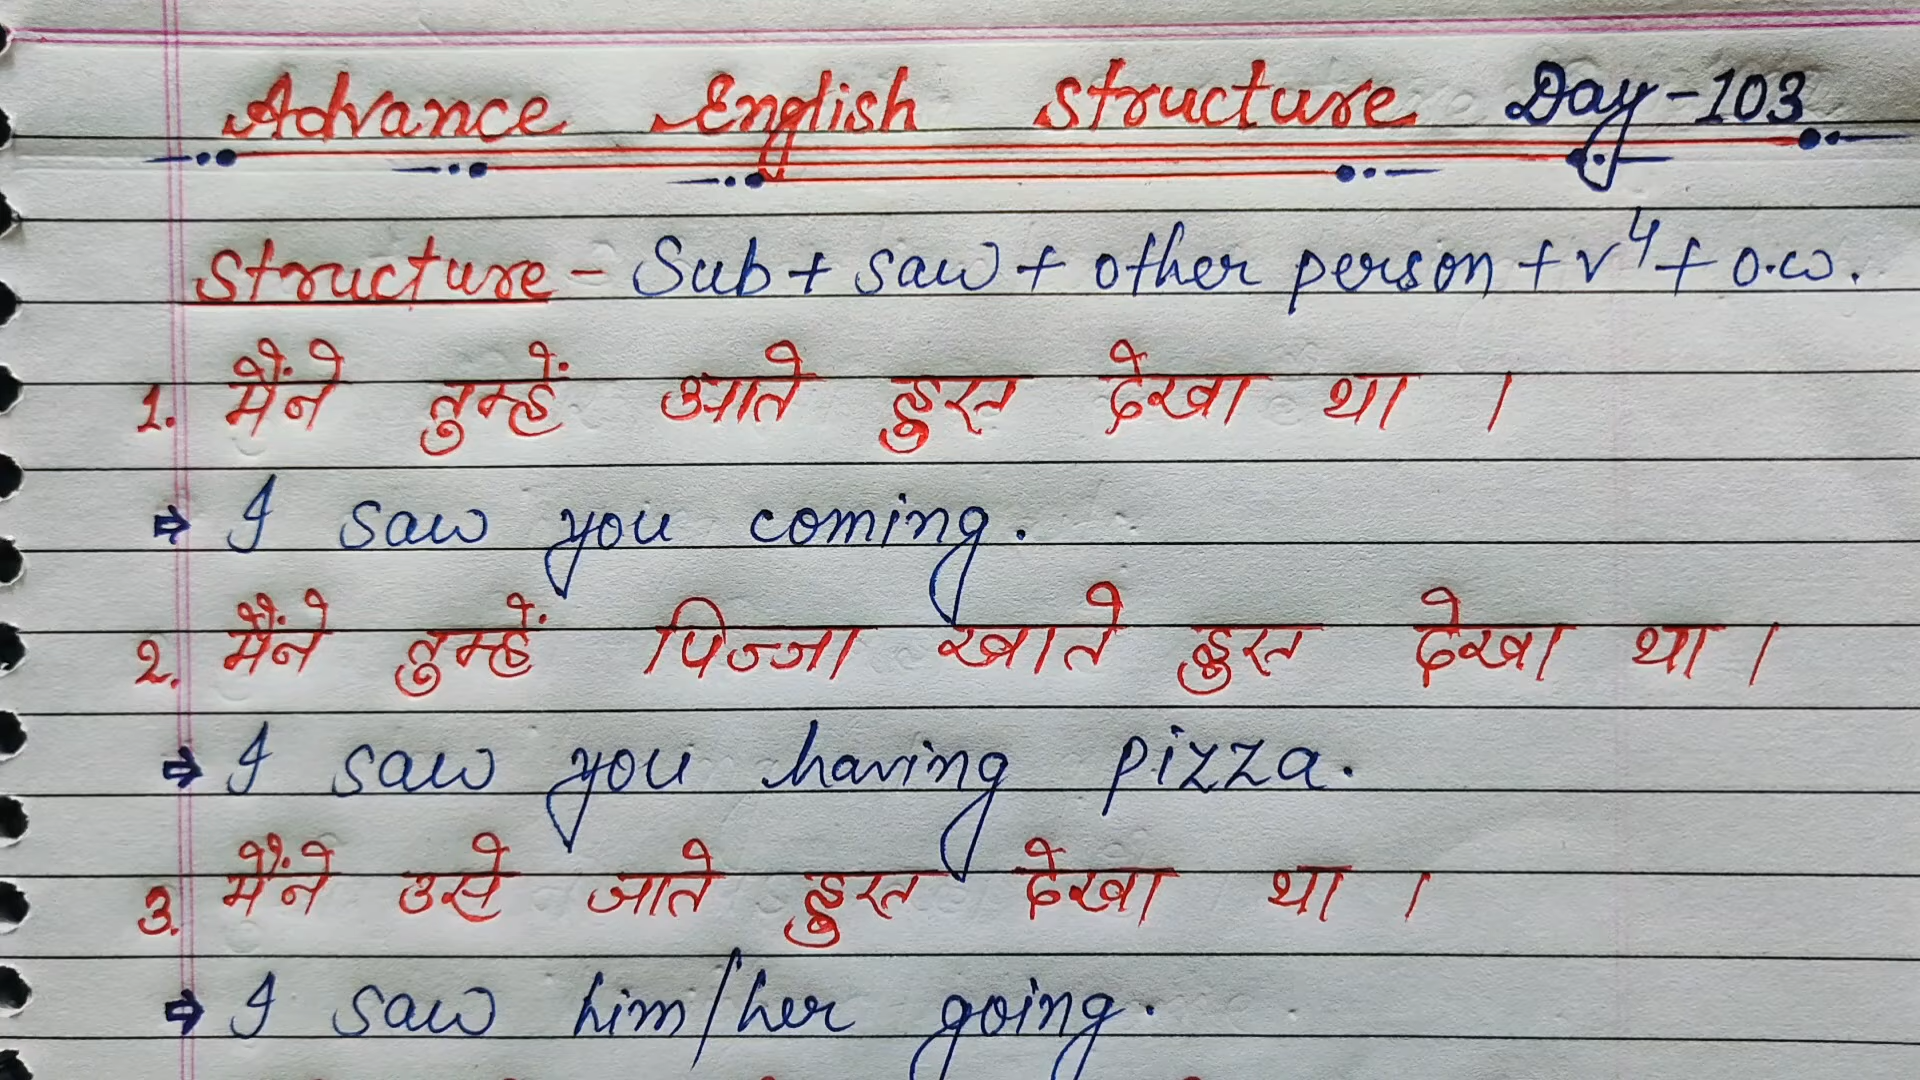 Advance English Structure Day-103
Structure - Sub + saw + other person + v⁴ + o.w.
1. मैंने तुम्हें आते हुए देखा था ।
⇒ I saw you coming.
2. मैंने तुम्हें पिज्जा खाते हुए देखा था ।
⇒ I saw you having pizza.
3. मैंने उसे जाते हुए देखा था ।
⇒ I saw him/her going.